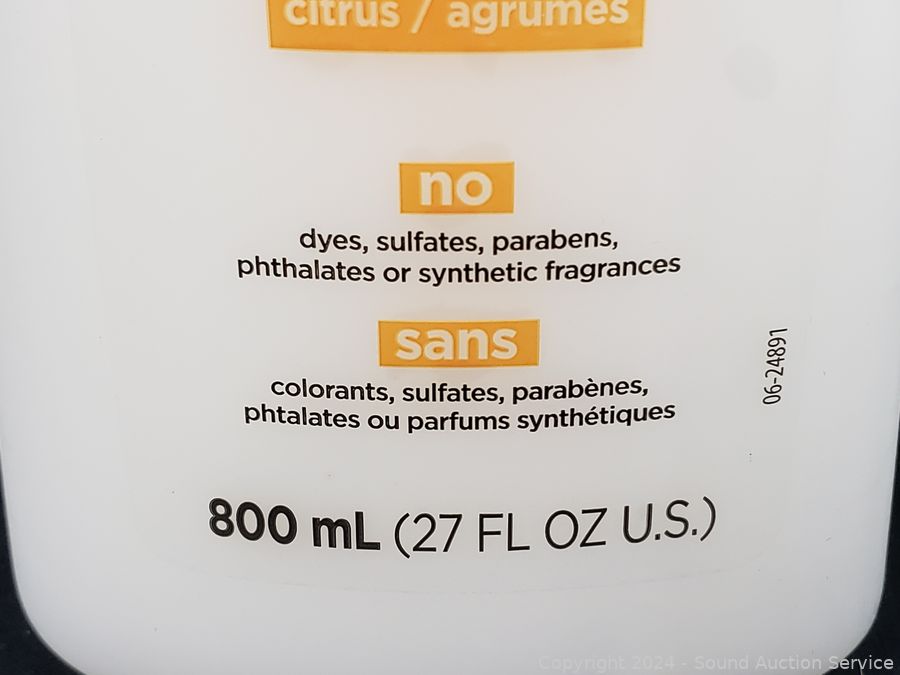 citrus / agrumes
no
dyes, sulfates, parabens,
phthalates or synthetic fragrances
sans
colorants, sulfates, parabènes,
phtalates ou parfums synthétiques
06-24891
800 mL (27 FL OZ U.S.)
Copyright 2024 - Sound Auction Service